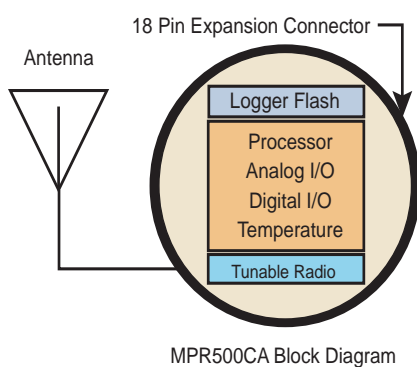 18 Pin Expansion Connector
Antenna
Logger Flash
Processor
Analog I/O
Digital I/O
Temperature
Tunable Radio
MPR500CA Block Diagram